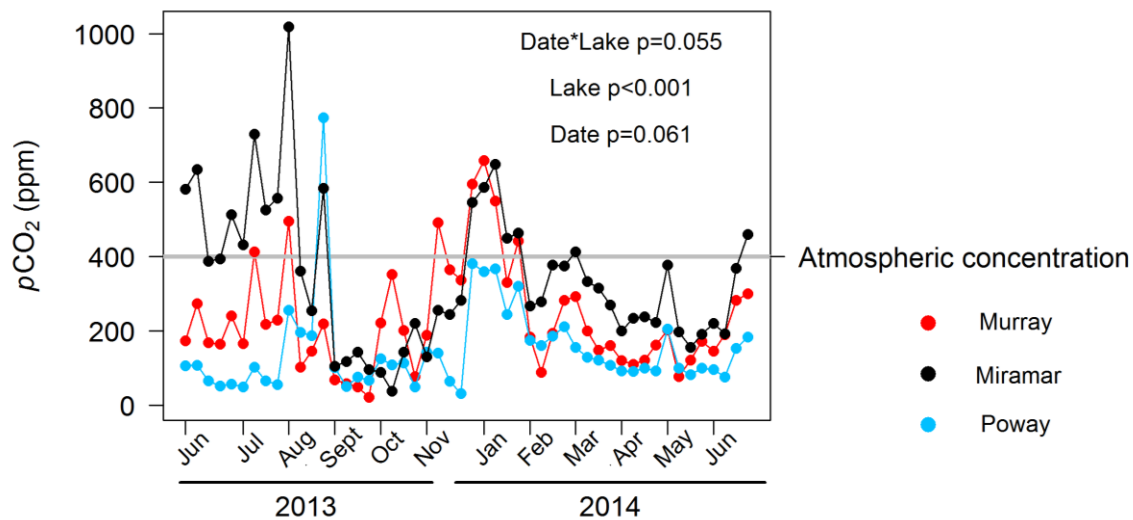 1000
800
600
400
200
0
pCO₂ (ppm)
Date*Lake p=0.055
Lake p<0.001
Date p=0.061
Atmospheric concentration
Murray
Miramar
Poway
Jun Jul Aug Sept Oct Nov Jan Feb Mar Apr May Jun
2013 2014